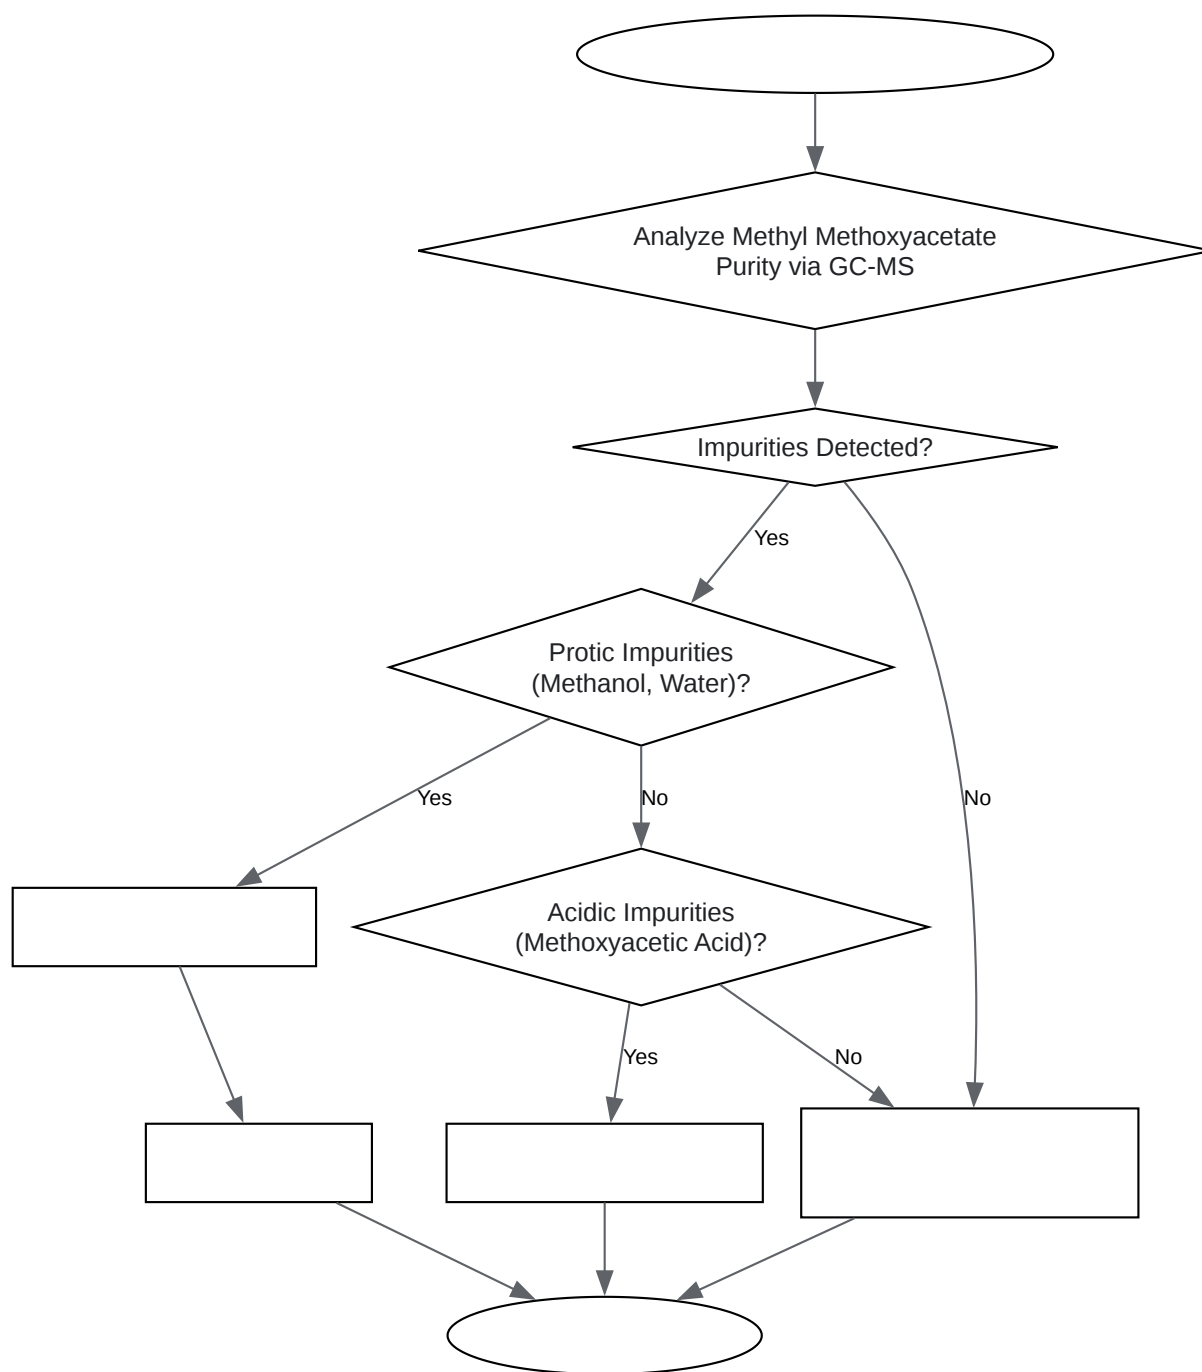 Analyze Methyl Methoxyacetate
Purity via GC-MS
Impurities Detected?
Yes
Protic Impurities
(Methanol, Water)?
Yes
No
No
Acidic Impurities
(Methoxyacetic Acid)?
Yes
No